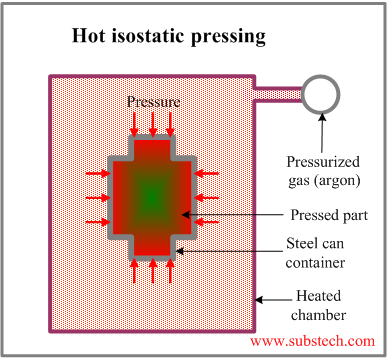 Hot isostatic pressing
Pressure
Pressurized
gas (argon)
Pressed part
Steel can
container
Heated
chamber
www.substech.com